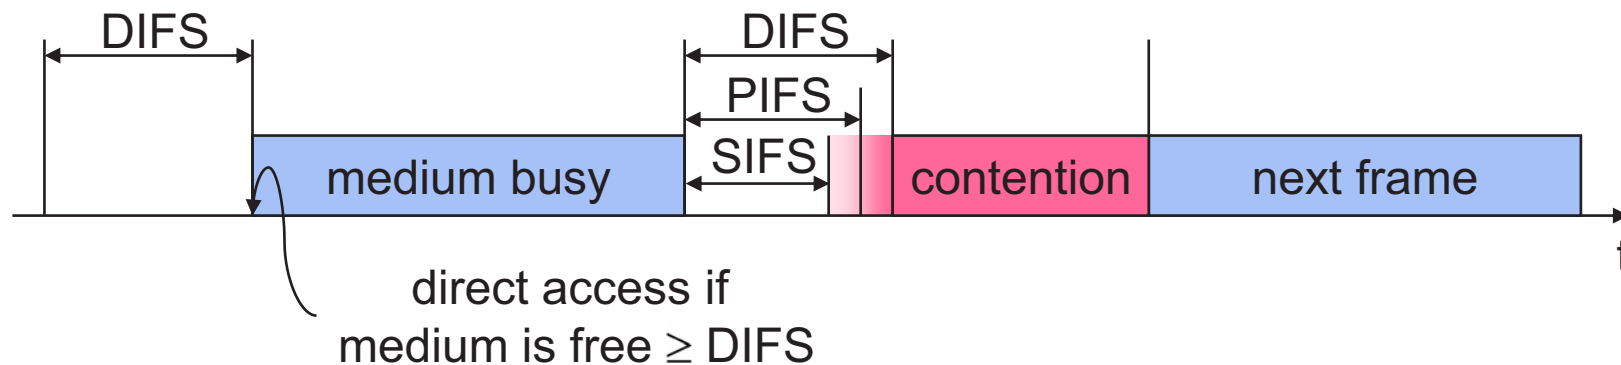 DIFS
DIFS
PIFS
SIFS
medium busy
contention
next frame
t
direct access if
medium is free ≥ DIFS